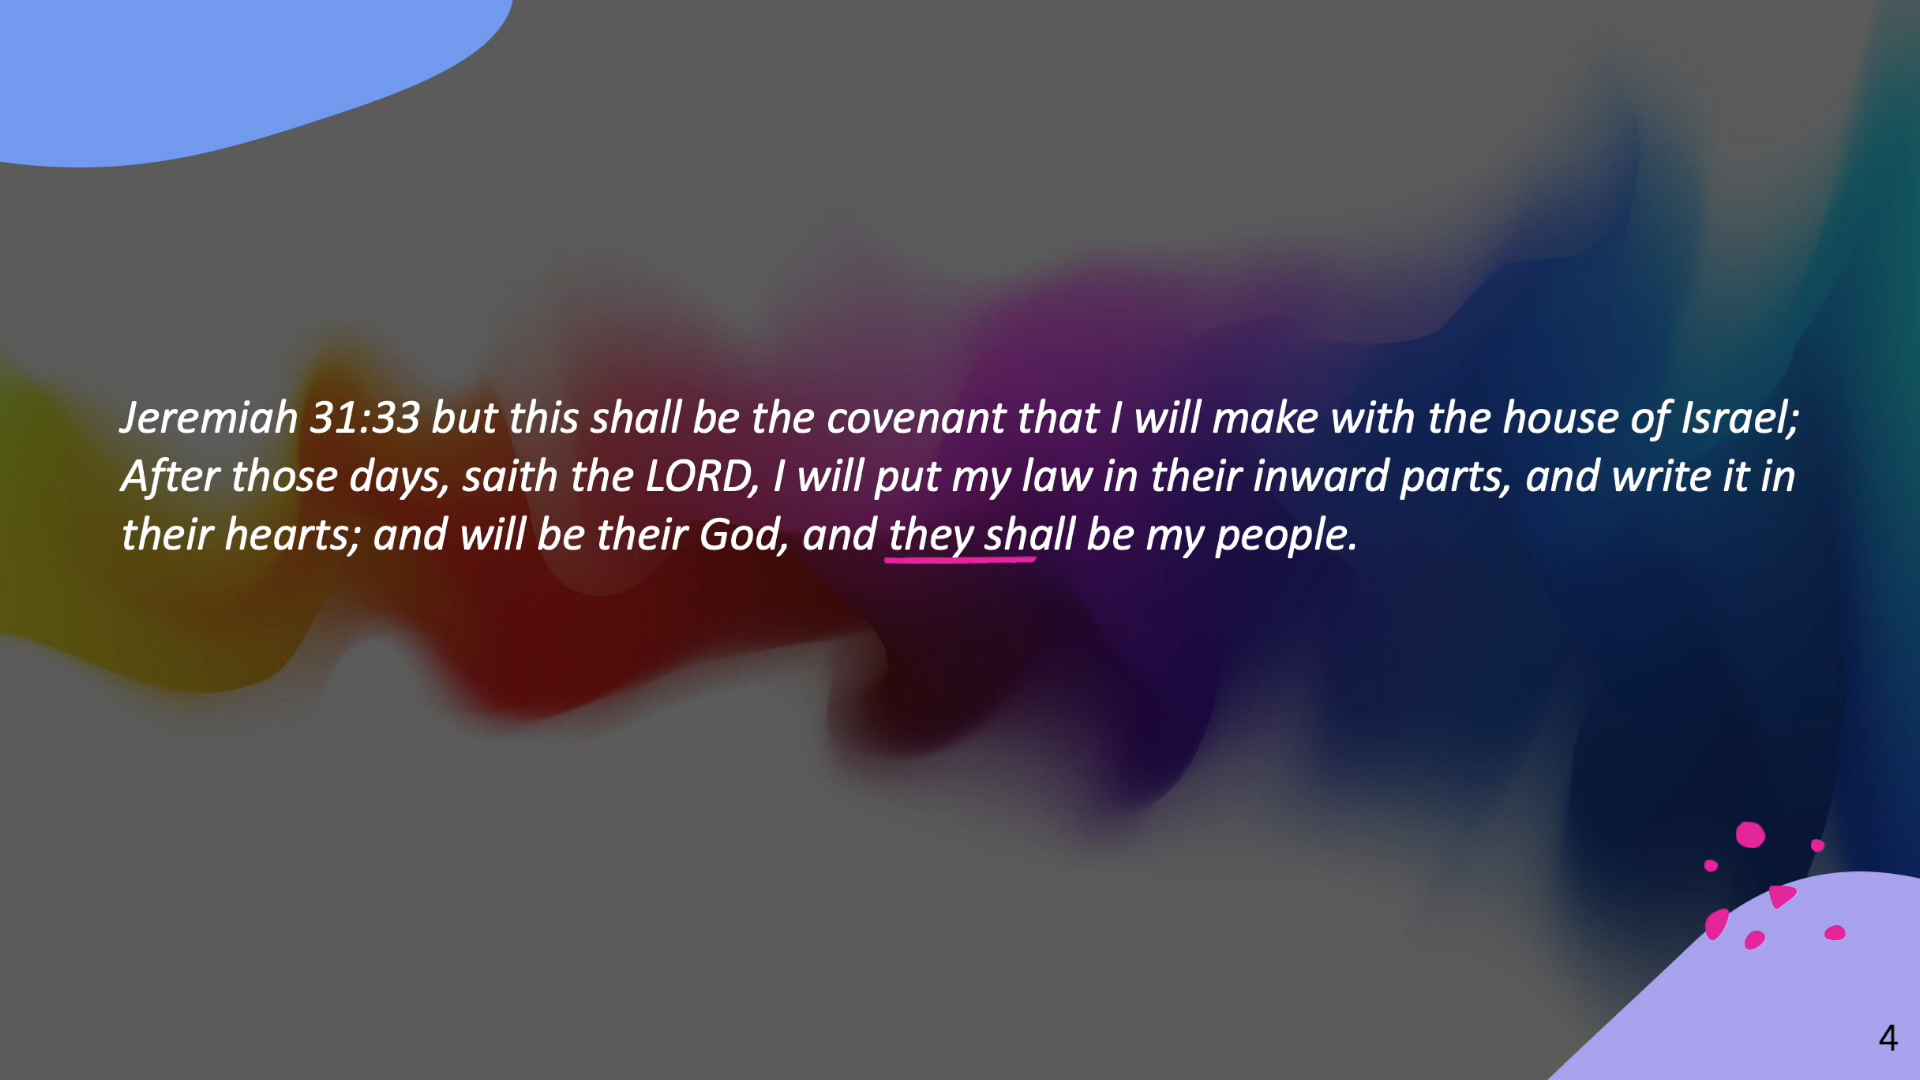 Jeremiah 31:33 but this shall be the covenant that I will make with the house of Israel;
After those days, saith the LORD, I will put my law in their inward parts, and write it in
their hearts; and will be their God, and they shall be my people.
4